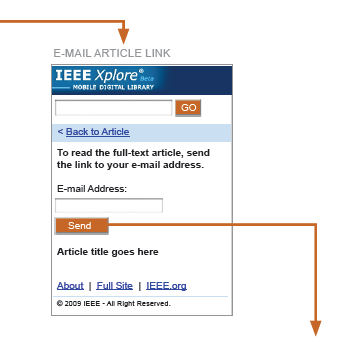 E-MAIL ARTICLE LINK
IEEE Xplore® Beta
MOBILE DIGITAL LIBRARY
GO
< Back to Article
To read the full-text article, send
the link to your e-mail address.
E-mail Address:
Send
Article title goes here
About | Full Site | IEEE.org
© 2009 IEEE - All Right Reserved.